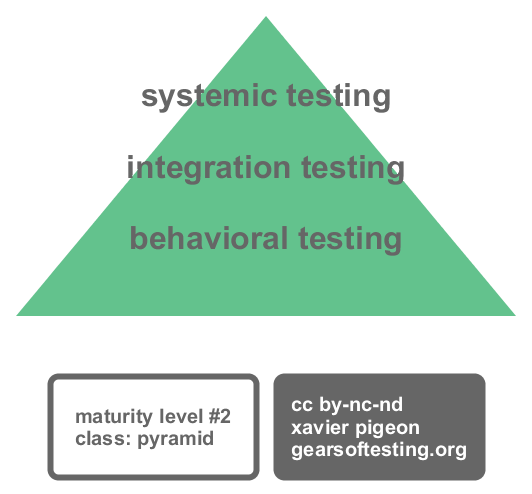 systemic testing
integration testing
behavioral testing
maturity level #2
class: pyramid
cc by-nc-nd
xavier pigeon
gearsoftesting.org